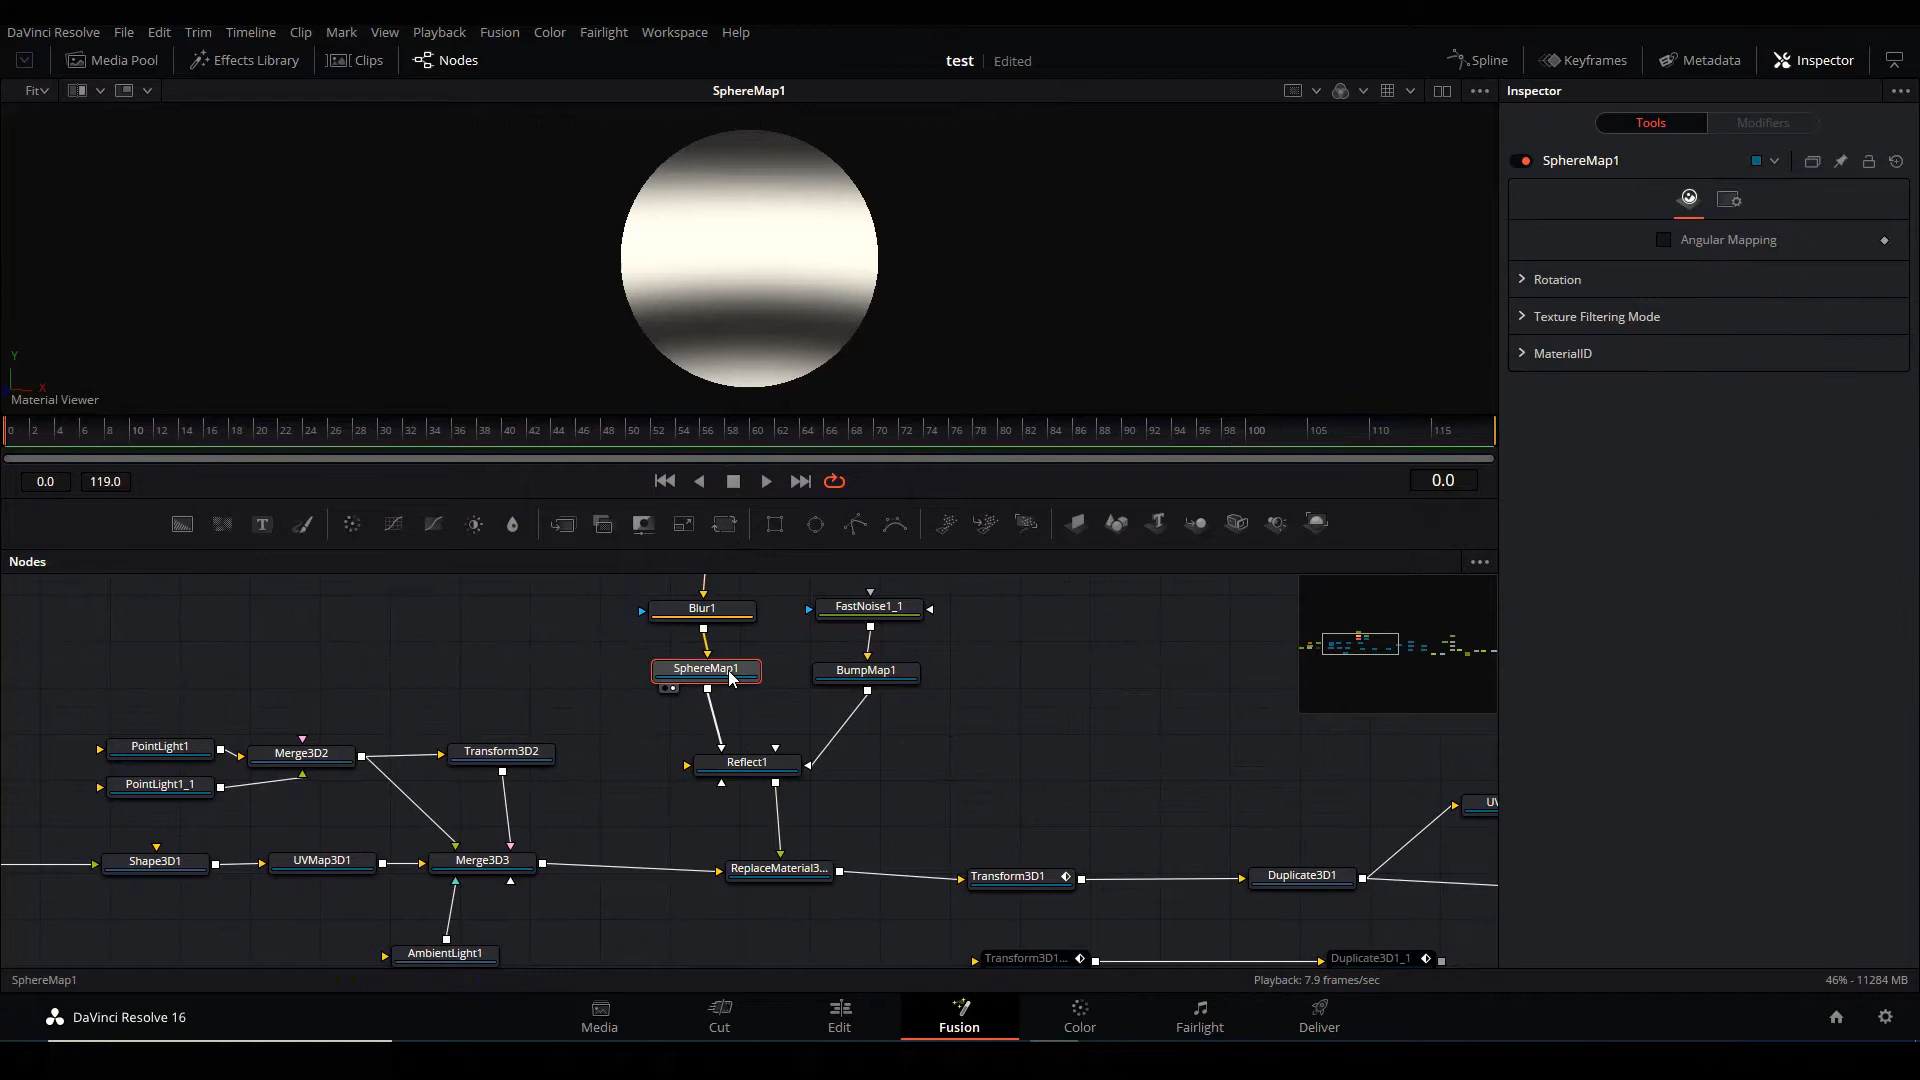 DaVinci Resolve File Edit Trim Timeline Clip Mark View Playback Fusion Color Fairlight Workspace Help
Media Pool Effects Library Clips Nodes test Edited Spline Keyframes Metadata Inspector
Fit SphereMap1 Inspector
Tools Modifiers
SphereMap1
Angular Mapping
Rotation
Texture Filtering Mode
MaterialID
Y
X
Material Viewer
0 2 4 6 8 10 12 14 16 18 20 22 24 26 28 30 32 34 36 38 40 42 44 46 48 50 52 54 56 58 60 62 64 66 68 70 72 74 76 78 80 82 84 86 88 90 92 94 96 98 100 105 110 115
0.0 119.0 0.0
T T
Nodes
Blur1 FastNoise1_1
SphereMap1 BumpMap1
PointLight1 Merge3D2 Transform3D2 Reflect1
PointLight1_1 UV
Shape3D1 UVMap3D1 Merge3D3 ReplaceMaterial3... Transform3D1 Duplicate3D1
AmbientLight1 Transform3D1... Duplicate3D1_1
SphereMap1 Playback: 7.9 frames/sec 46% - 11284 MB
DaVinci Resolve 16 Media Cut Edit Fusion Color Fairlight Deliver